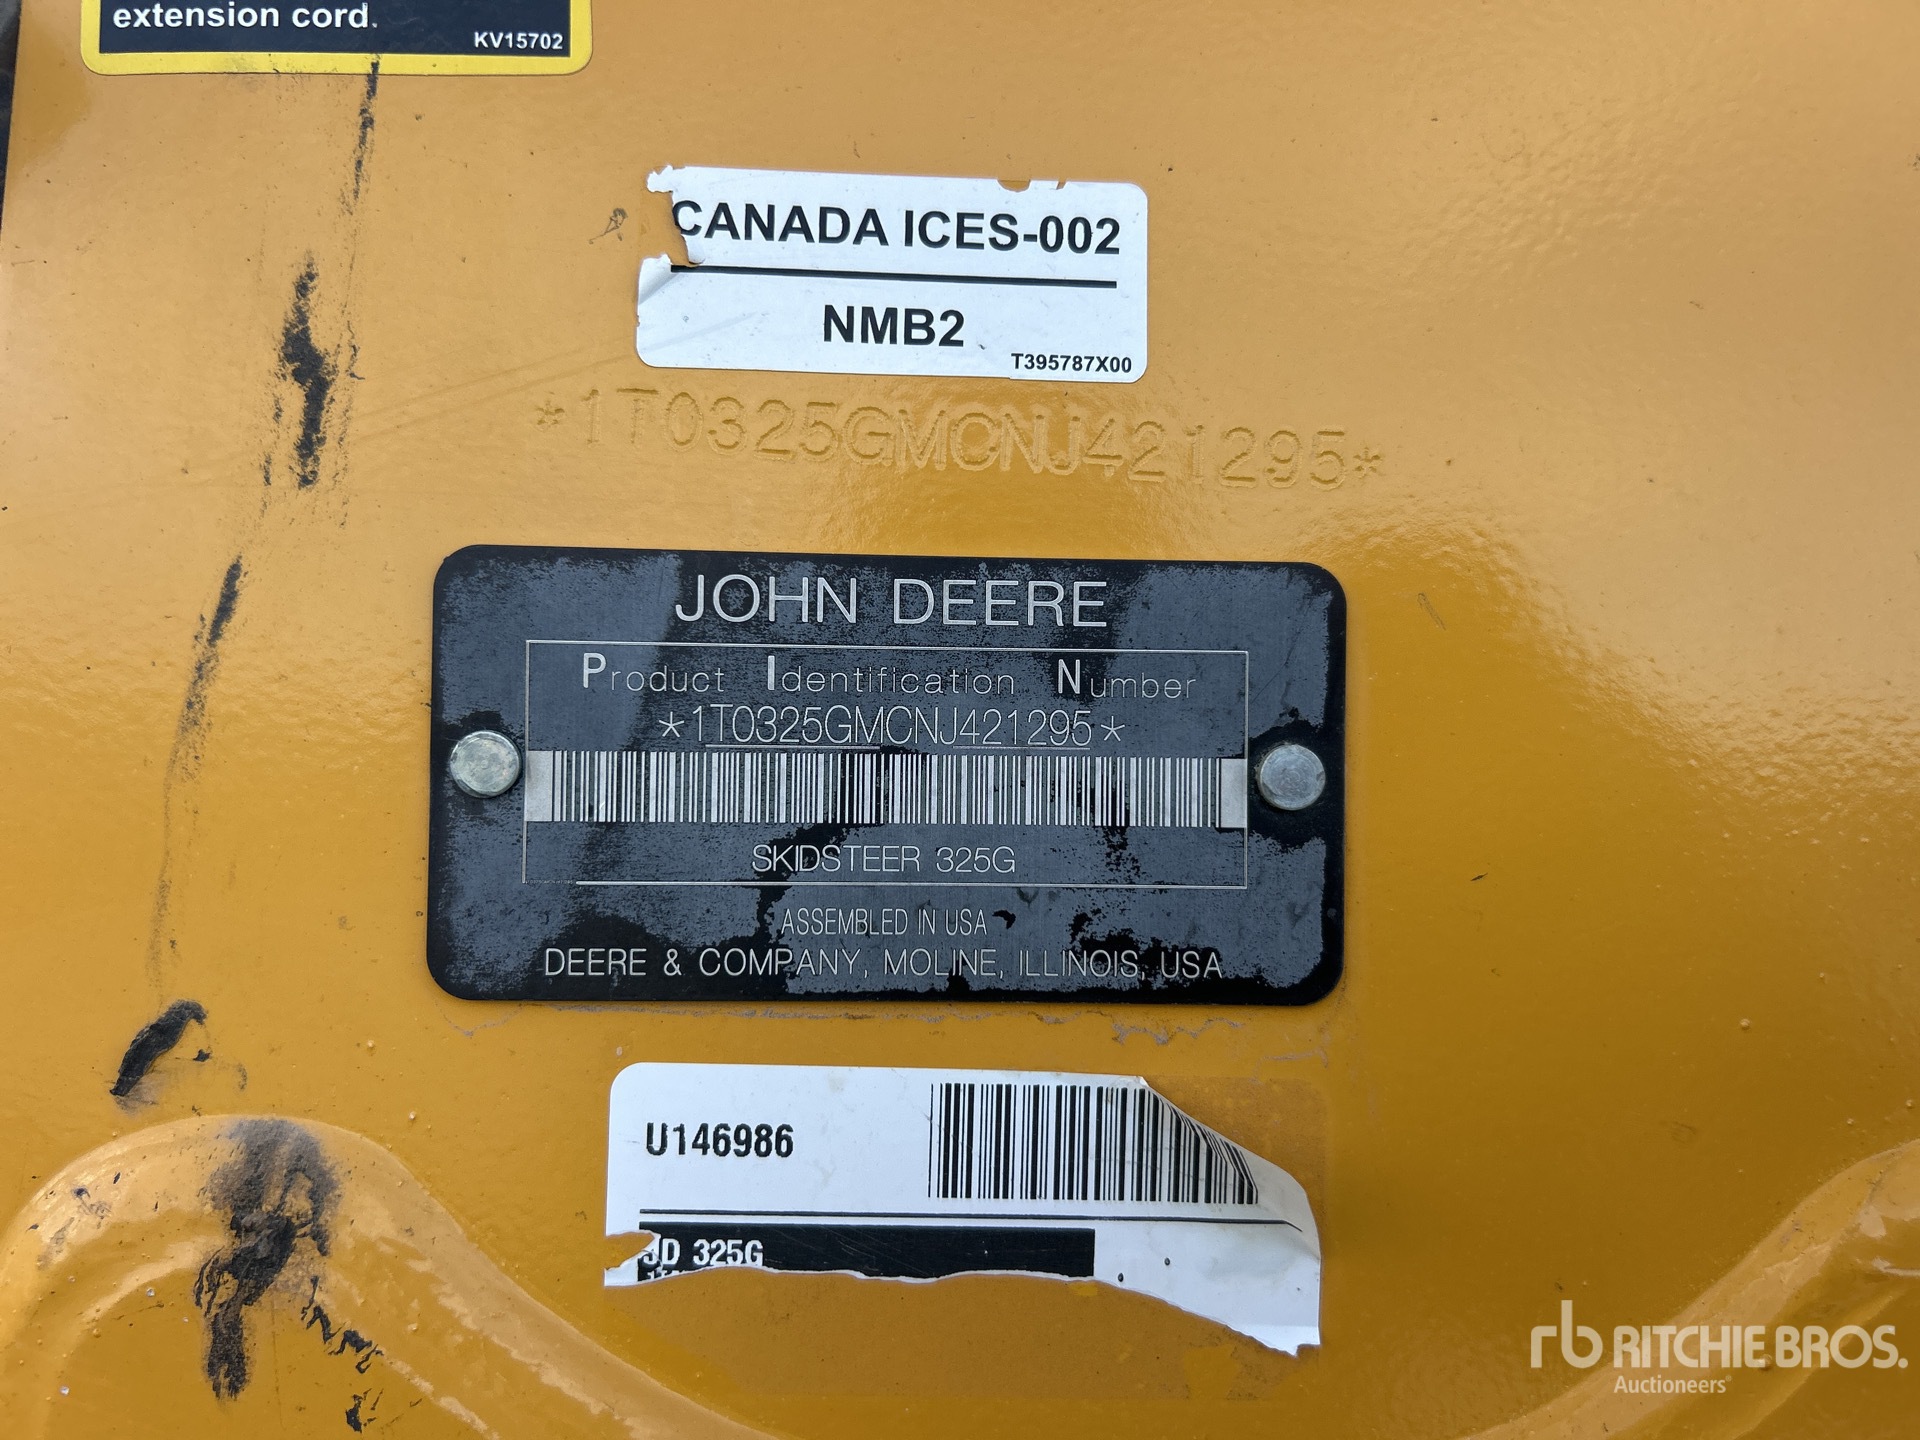 extension cord.
KV15702
CANADA ICES-002
NMB2
T395787X00
*1T0325GMCNJ421295*
JOHN DEERE
Product Identification Number
*1T0325GMCNJ421295*
SKIDSTEER 325G
ASSEMBLED IN USA
DEERE & COMPANY, MOLINE, ILLINOIS, USA
U146986
JD 325G
rb RITCHIE BROS.
Auctioneers